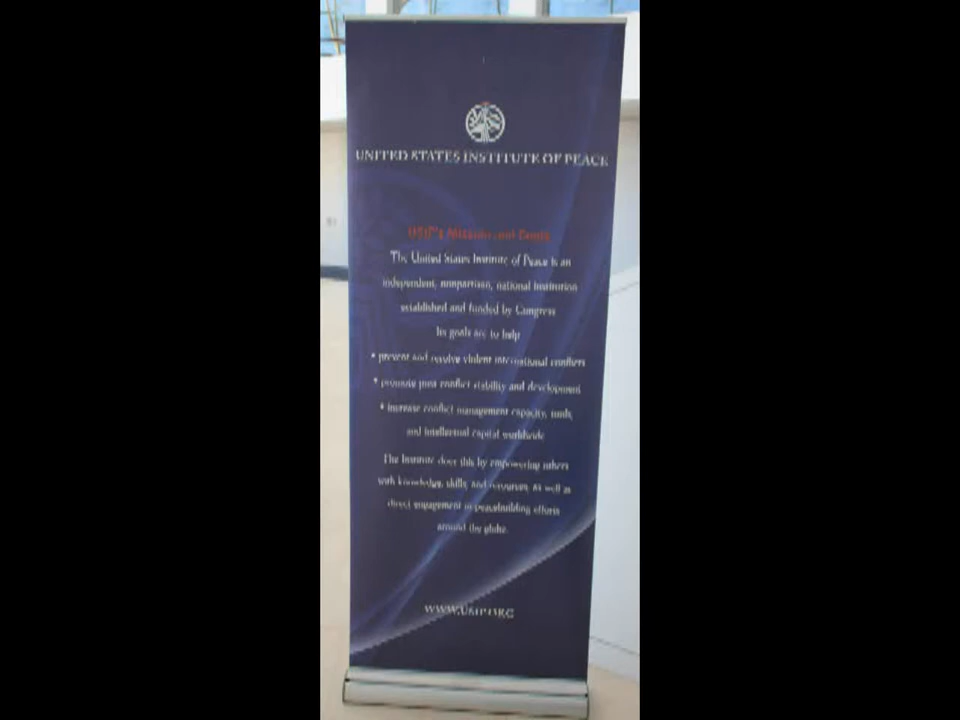 UNITED STATES INSTITUTE OF PEACE
USIP's Mission and Goals
The United States Institute of Peace is an
independent, nonpartisan, national institution
established and funded by Congress
Its goals are to help
• prevent and resolve violent international conflicts
• promote post conflict stability and development
• increase conflict management capacity, tools,
and intellectual capital worldwide
The Institute does this by empowering others
with knowledge, skills, and resources, as well as
direct engagement in peacebuilding efforts
around the globe.
WWW.USIP.ORG